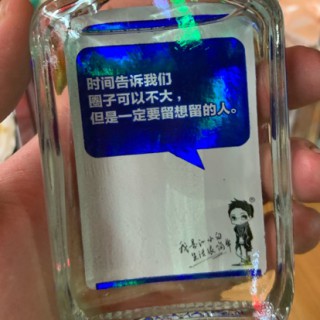 时间告诉我们
圈子可以不大，
但是一定要留想留的人。
我是江小白
生活很简单